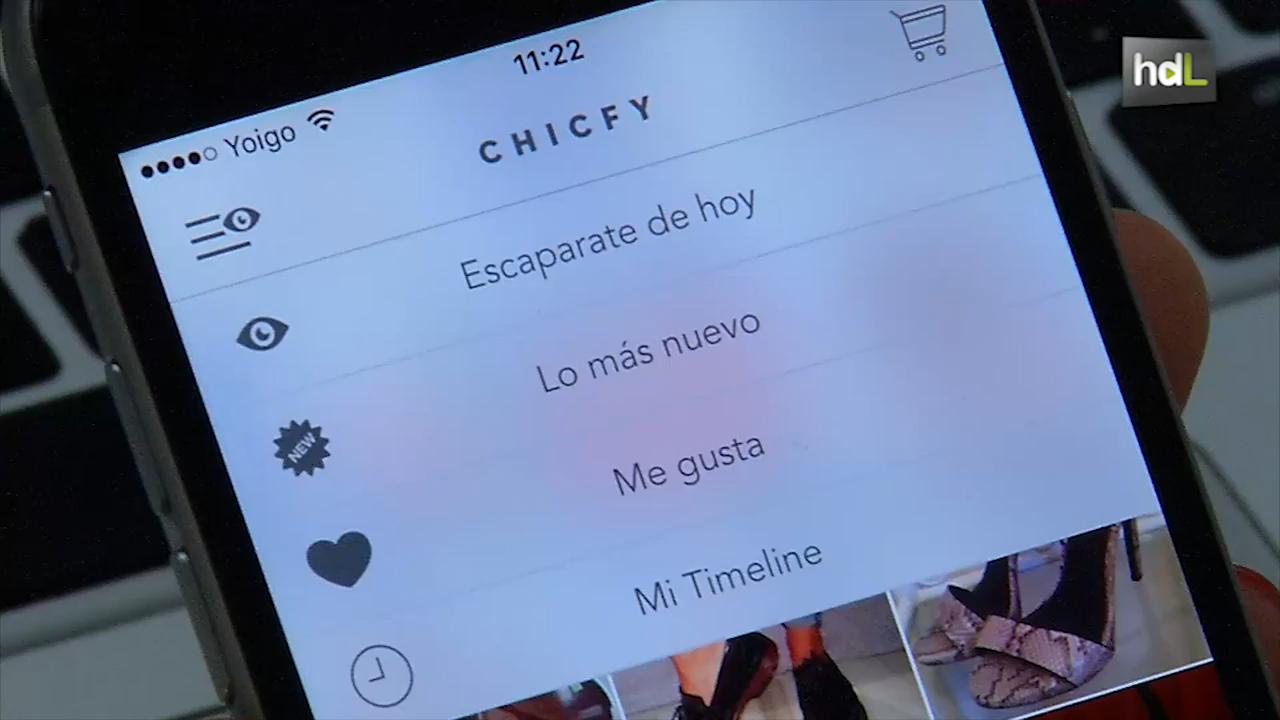 11:22
Yoigo
CHICFY
Escaparate de hoy
Lo más nuevo
NEW
Me gusta
Mi Timeline
hdL